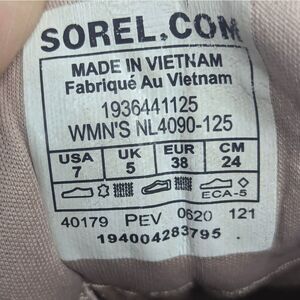 SOREL.COM
MADE IN VIETNAM
Fabriqué Au Vietnam
1936441125
WMN'S NL4090-125
USA UK EUR CM
7 5 38 24
ECA-5
40179 PEV 0620 121
194004283795